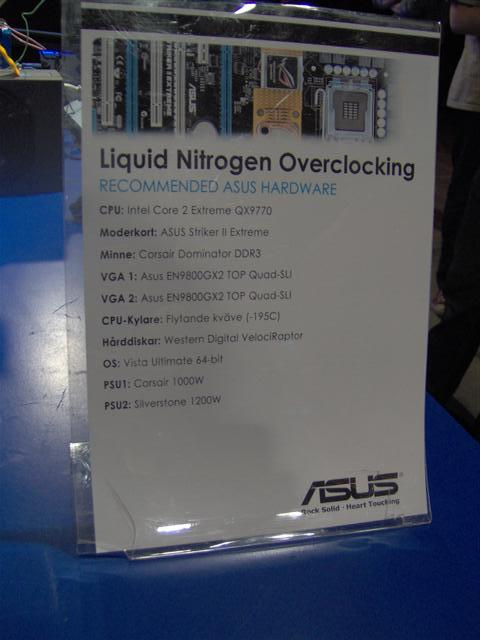 Liquid Nitrogen Overclocking
RECOMMENDED ASUS HARDWARE
CPU: Intel Core 2 Extreme QX9770
Moderkort: ASUS Striker II Extreme
Minne: Corsair Dominator DDR3
VGA 1: Asus EN9800GX2 TOP Quad-SLI
VGA 2: Asus EN9800GX2 TOP Quad-SLI
CPU-Kylare: Flytande kväve (-195C)
Hårddiskar: Western Digital VelociRaptor
OS: Vista Ultimate 64-bit
PSU1: Corsair 1000W
PSU2: Silverstone 1200W
ASUS
Rock Solid · Heart Touching